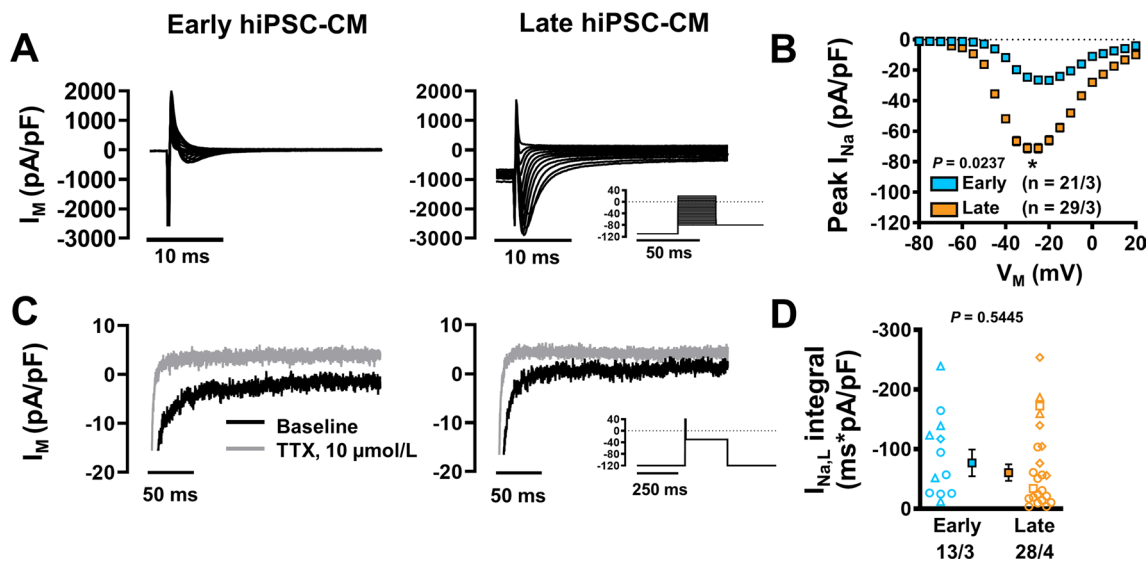 Early hiPSC-CM
Late hiPSC-CM
A
I_M (pA/pF)
2000
1000
0
-1000
-2000
-3000
10 ms
2000
1000
0
-1000
-2000
-3000
10 ms
40
0
-40
-80
-120
50 ms
B
Peak I_Na (pA/pF)
0
-20
-40
-60
-80
-100
-120
P = 0.0237
*
Early (n = 21/3)
Late (n = 29/3)
-80 -60 -40 -20 0 20
V_M (mV)
C
I_M (pA/pF)
10
0
-10
-20
50 ms
Baseline
TTX, 10 µmol/L
10
0
-10
-20
50 ms
40
0
-40
-80
-120
250 ms
D
P = 0.5445
I_Na,L integral
(ms*pA/pF)
-300
-200
-100
0
Early Late
13/3 28/4